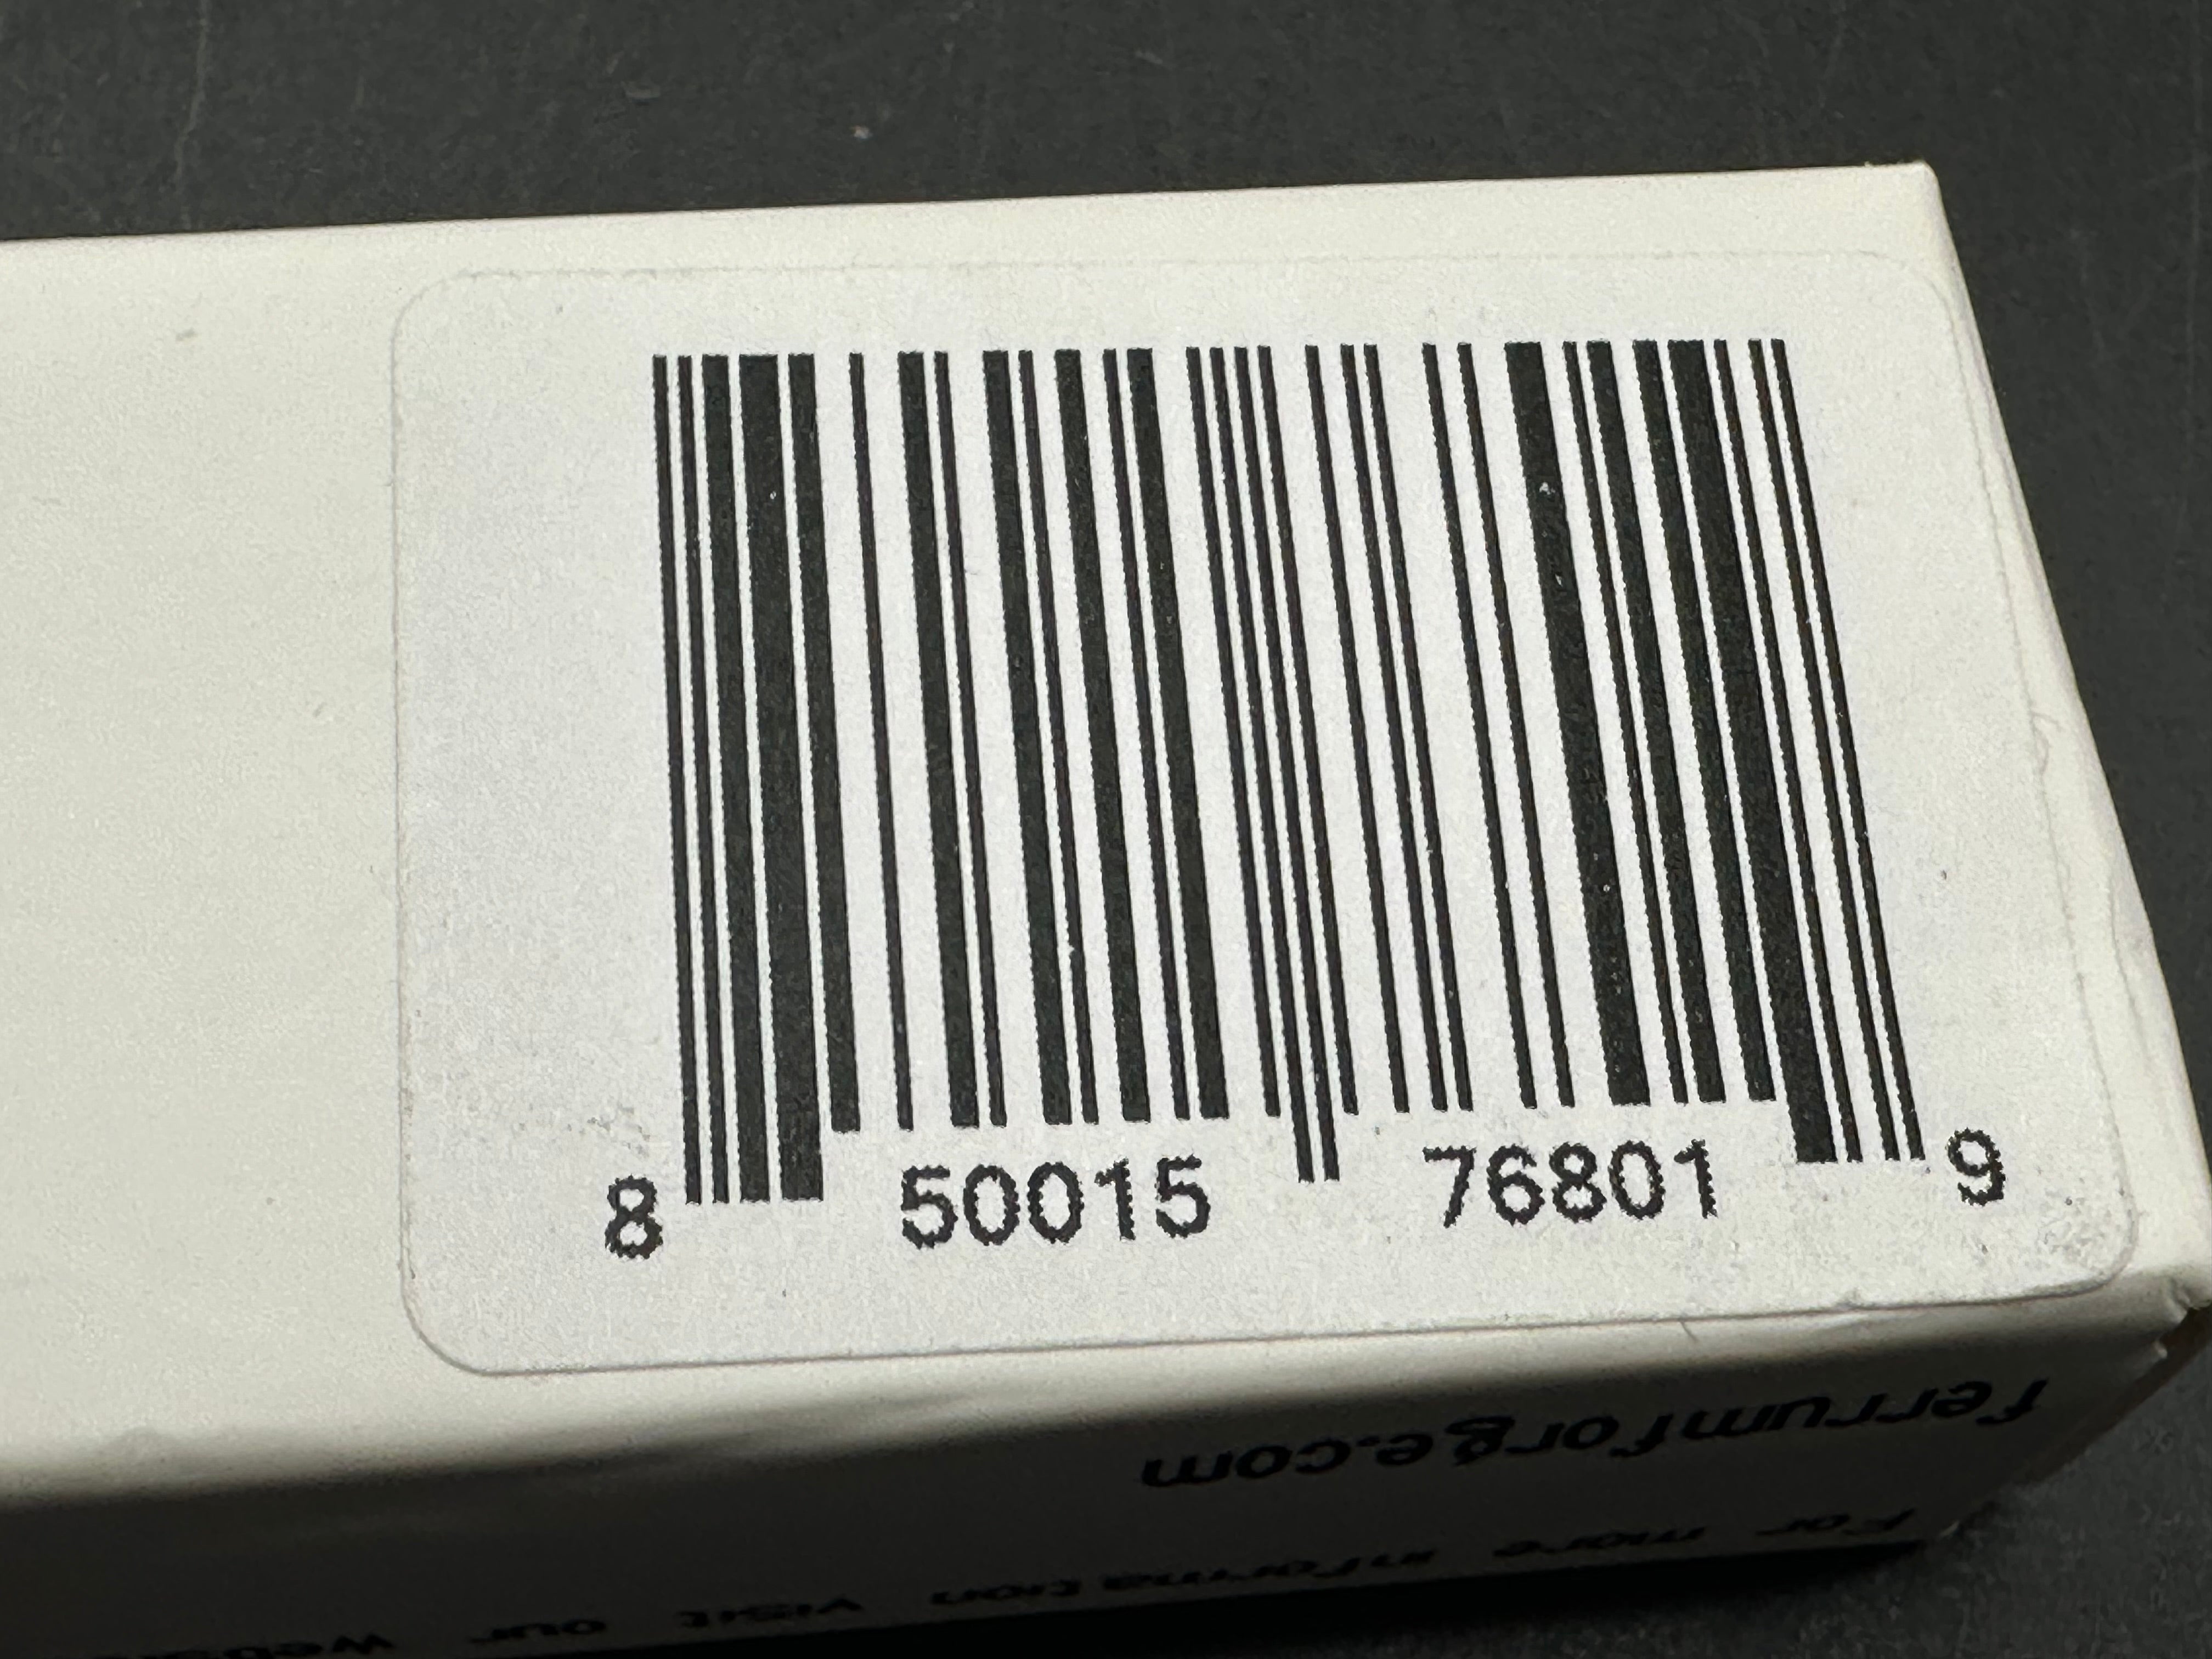 8 50015 76801 9
ferrumforge.com
For more information visit our